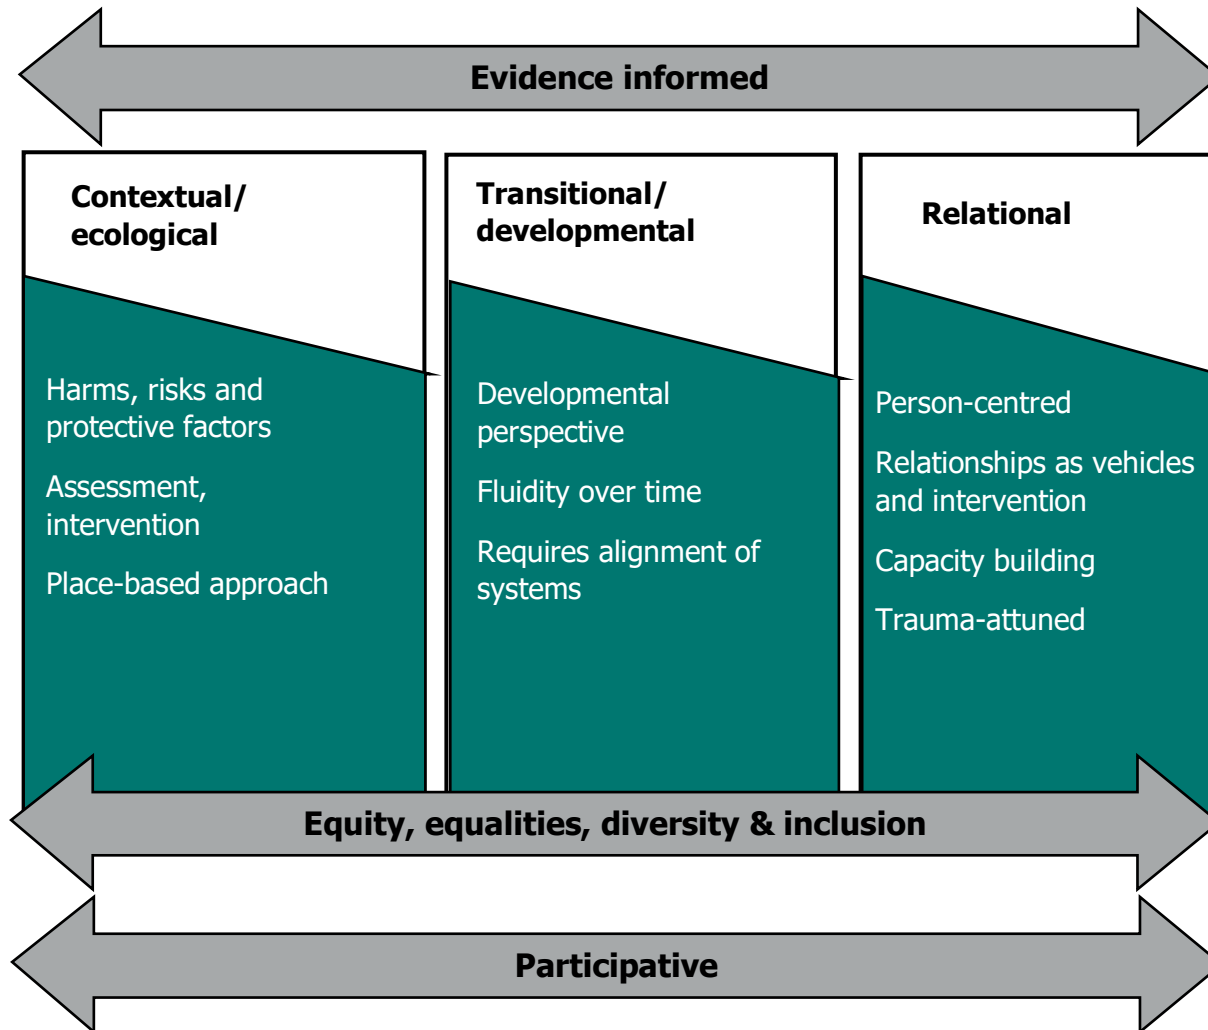 Evidence informed
Contextual/
ecological
Harms, risks and
protective factors
Assessment,
intervention
Place-based approach
Transitional/
developmental
Developmental
perspective
Fluidity over time
Requires alignment of
systems
Relational
Person-centred
Relationships as vehicles
and intervention
Capacity building
Trauma-attuned
Equity, equalities, diversity & inclusion
Participative